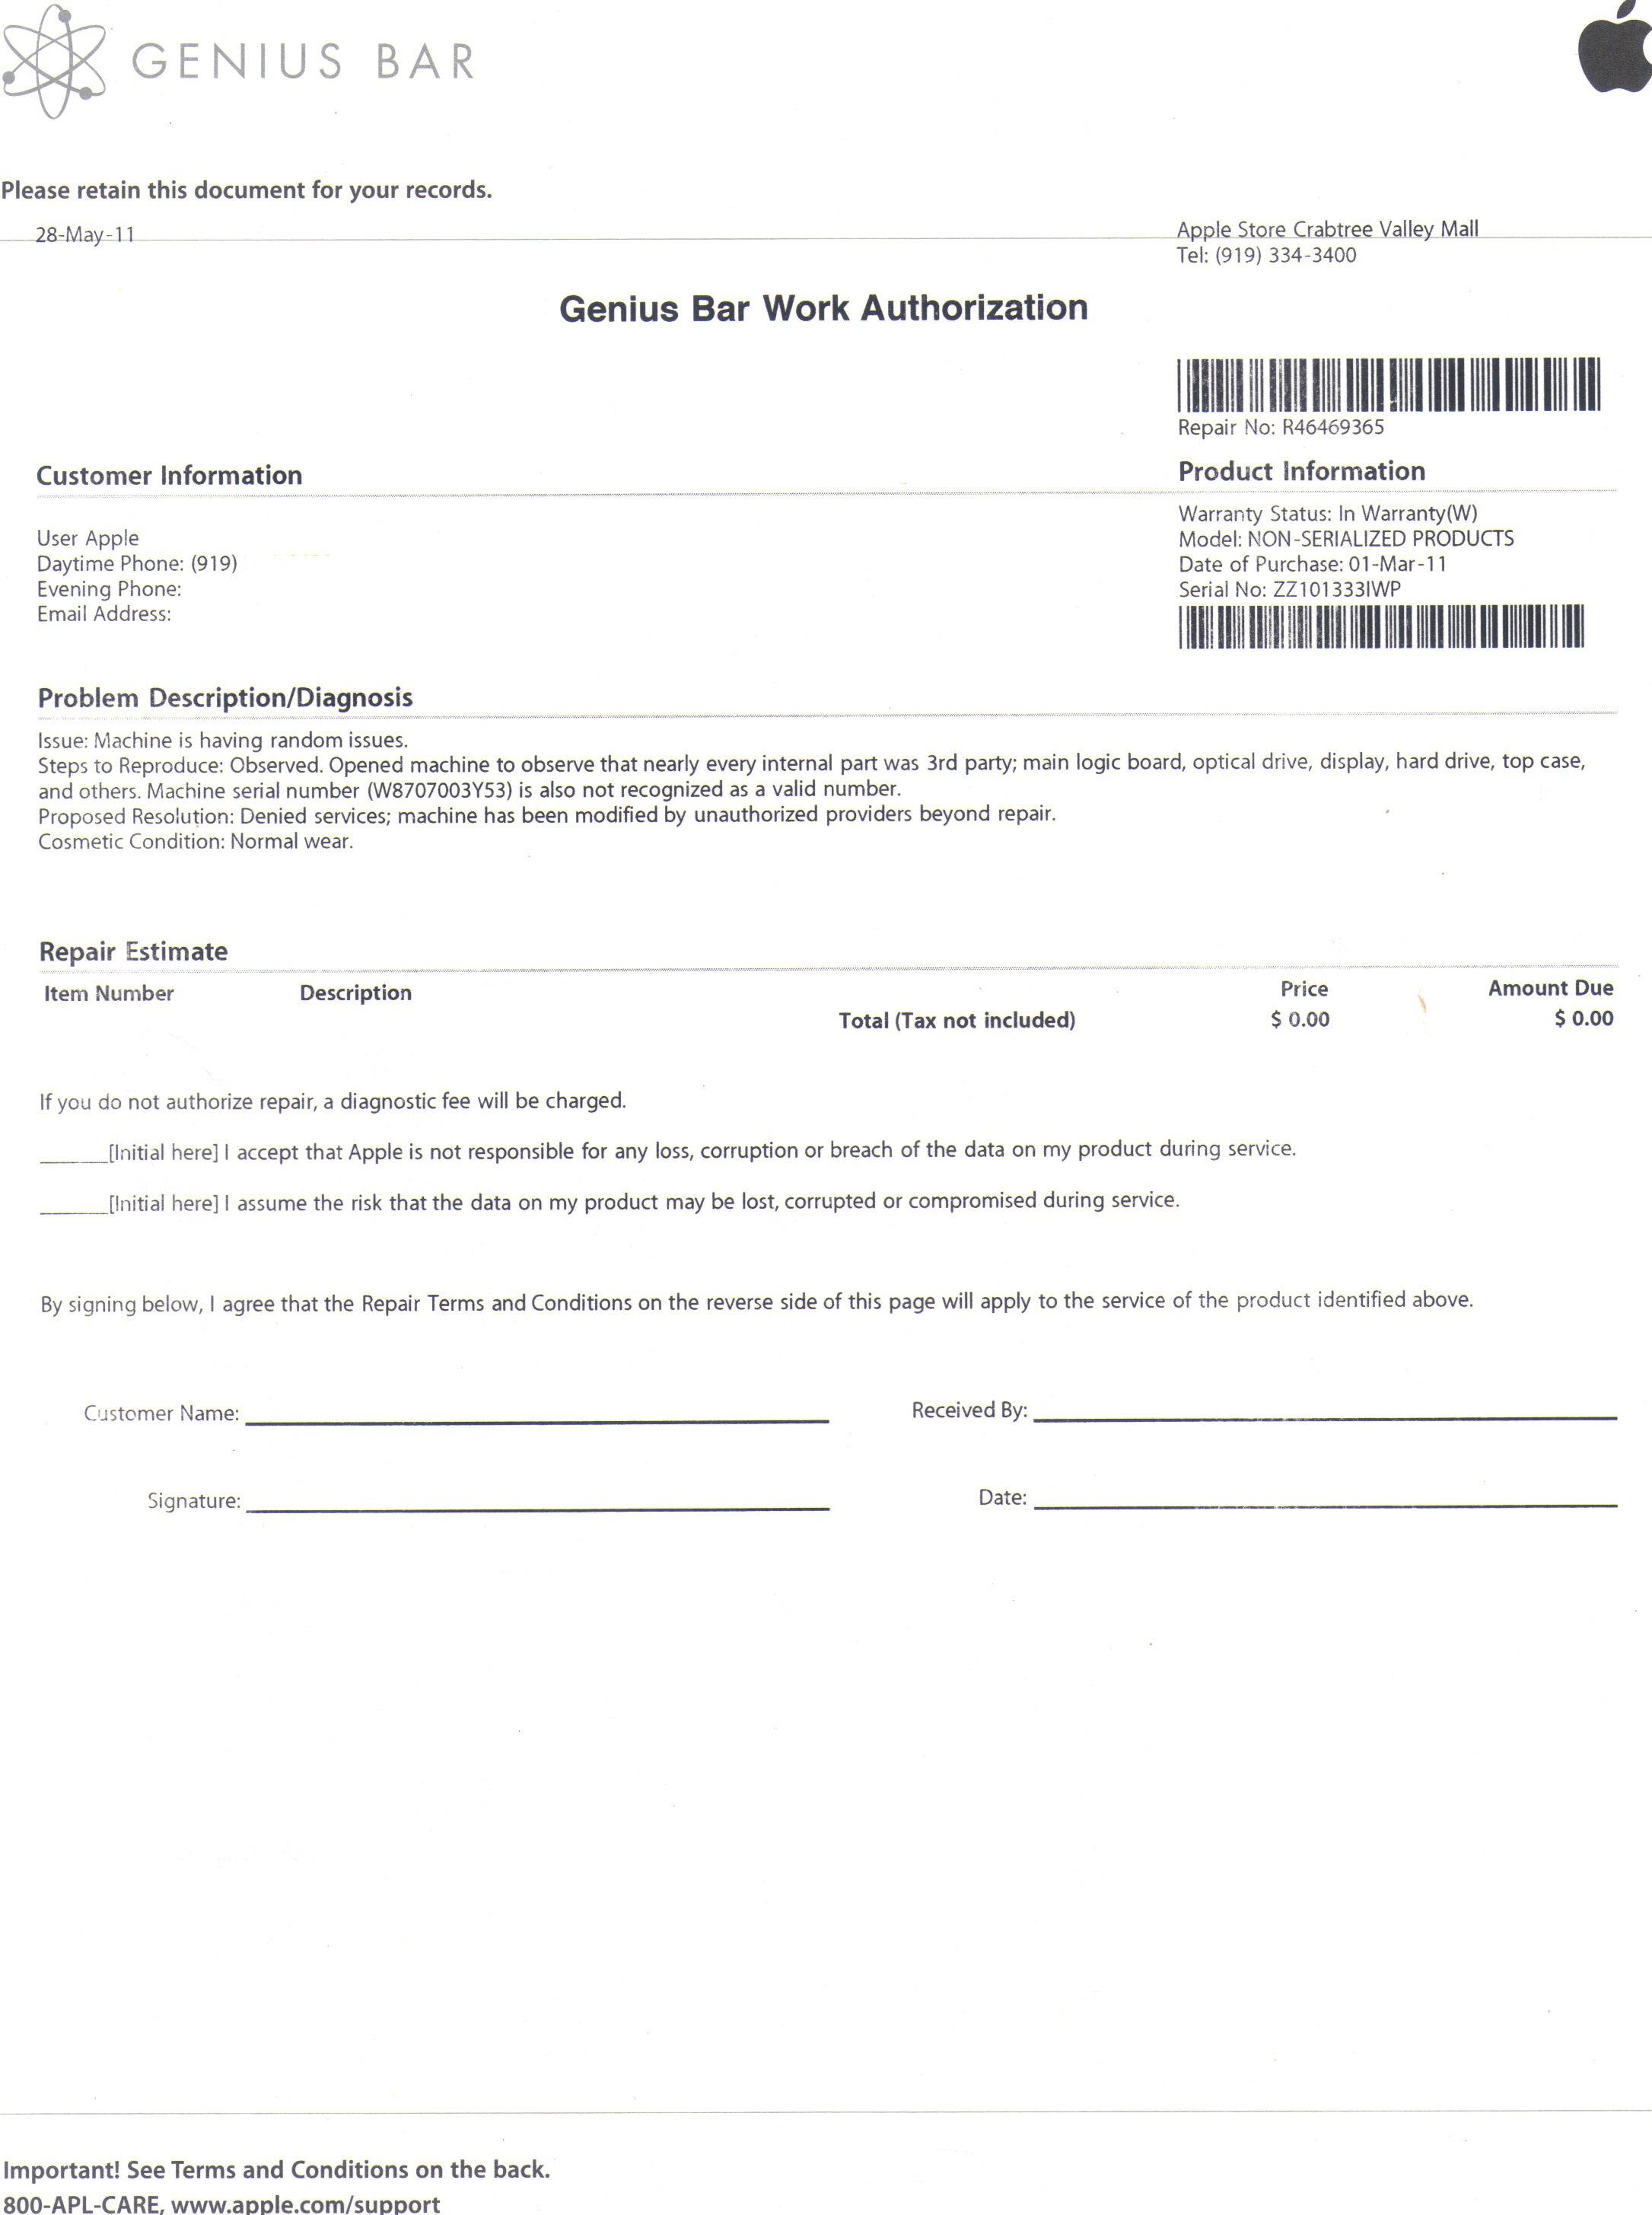 GENIUS BAR
Please retain this document for your records.
28-May-11
Apple Store Crabtree Valley Mall
Tel: (919) 334-3400
Genius Bar Work Authorization
Repair No: R46469365
Customer Information
User Apple
Daytime Phone: (919)
Evening Phone:
Email Address:
Product Information
Warranty Status: In Warranty(W)
Model: NON-SERIALIZED PRODUCTS
Date of Purchase: 01-Mar-11
Serial No: ZZ101333IWP
Problem Description/Diagnosis
Issue: Machine is having random issues.
Steps to Reproduce: Observed. Opened machine to observe that nearly every internal part was 3rd party; main logic board, optical drive, display, hard drive, top case,
and others. Machine serial number (W8707003Y53) is also not recognized as a valid number.
Proposed Resolution: Denied services; machine has been modified by unauthorized providers beyond repair.
Cosmetic Condition: Normal wear.
Repair Estimate
Item Number Description Price Amount Due
Total (Tax not included) $ 0.00 $ 0.00
If you do not authorize repair, a diagnostic fee will be charged.
______[Initial here] I accept that Apple is not responsible for any loss, corruption or breach of the data on my product during service.
______[Initial here] I assume the risk that the data on my product may be lost, corrupted or compromised during service.
By signing below, I agree that the Repair Terms and Conditions on the reverse side of this page will apply to the service of the product identified above.
Customer Name: Received By:
Signature: Date:
Important! See Terms and Conditions on the back.
800-APL-CARE, www.apple.com/support